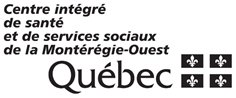 Centre intégré
de santé
et de services sociaux
de la Montérégie-Ouest
Québec